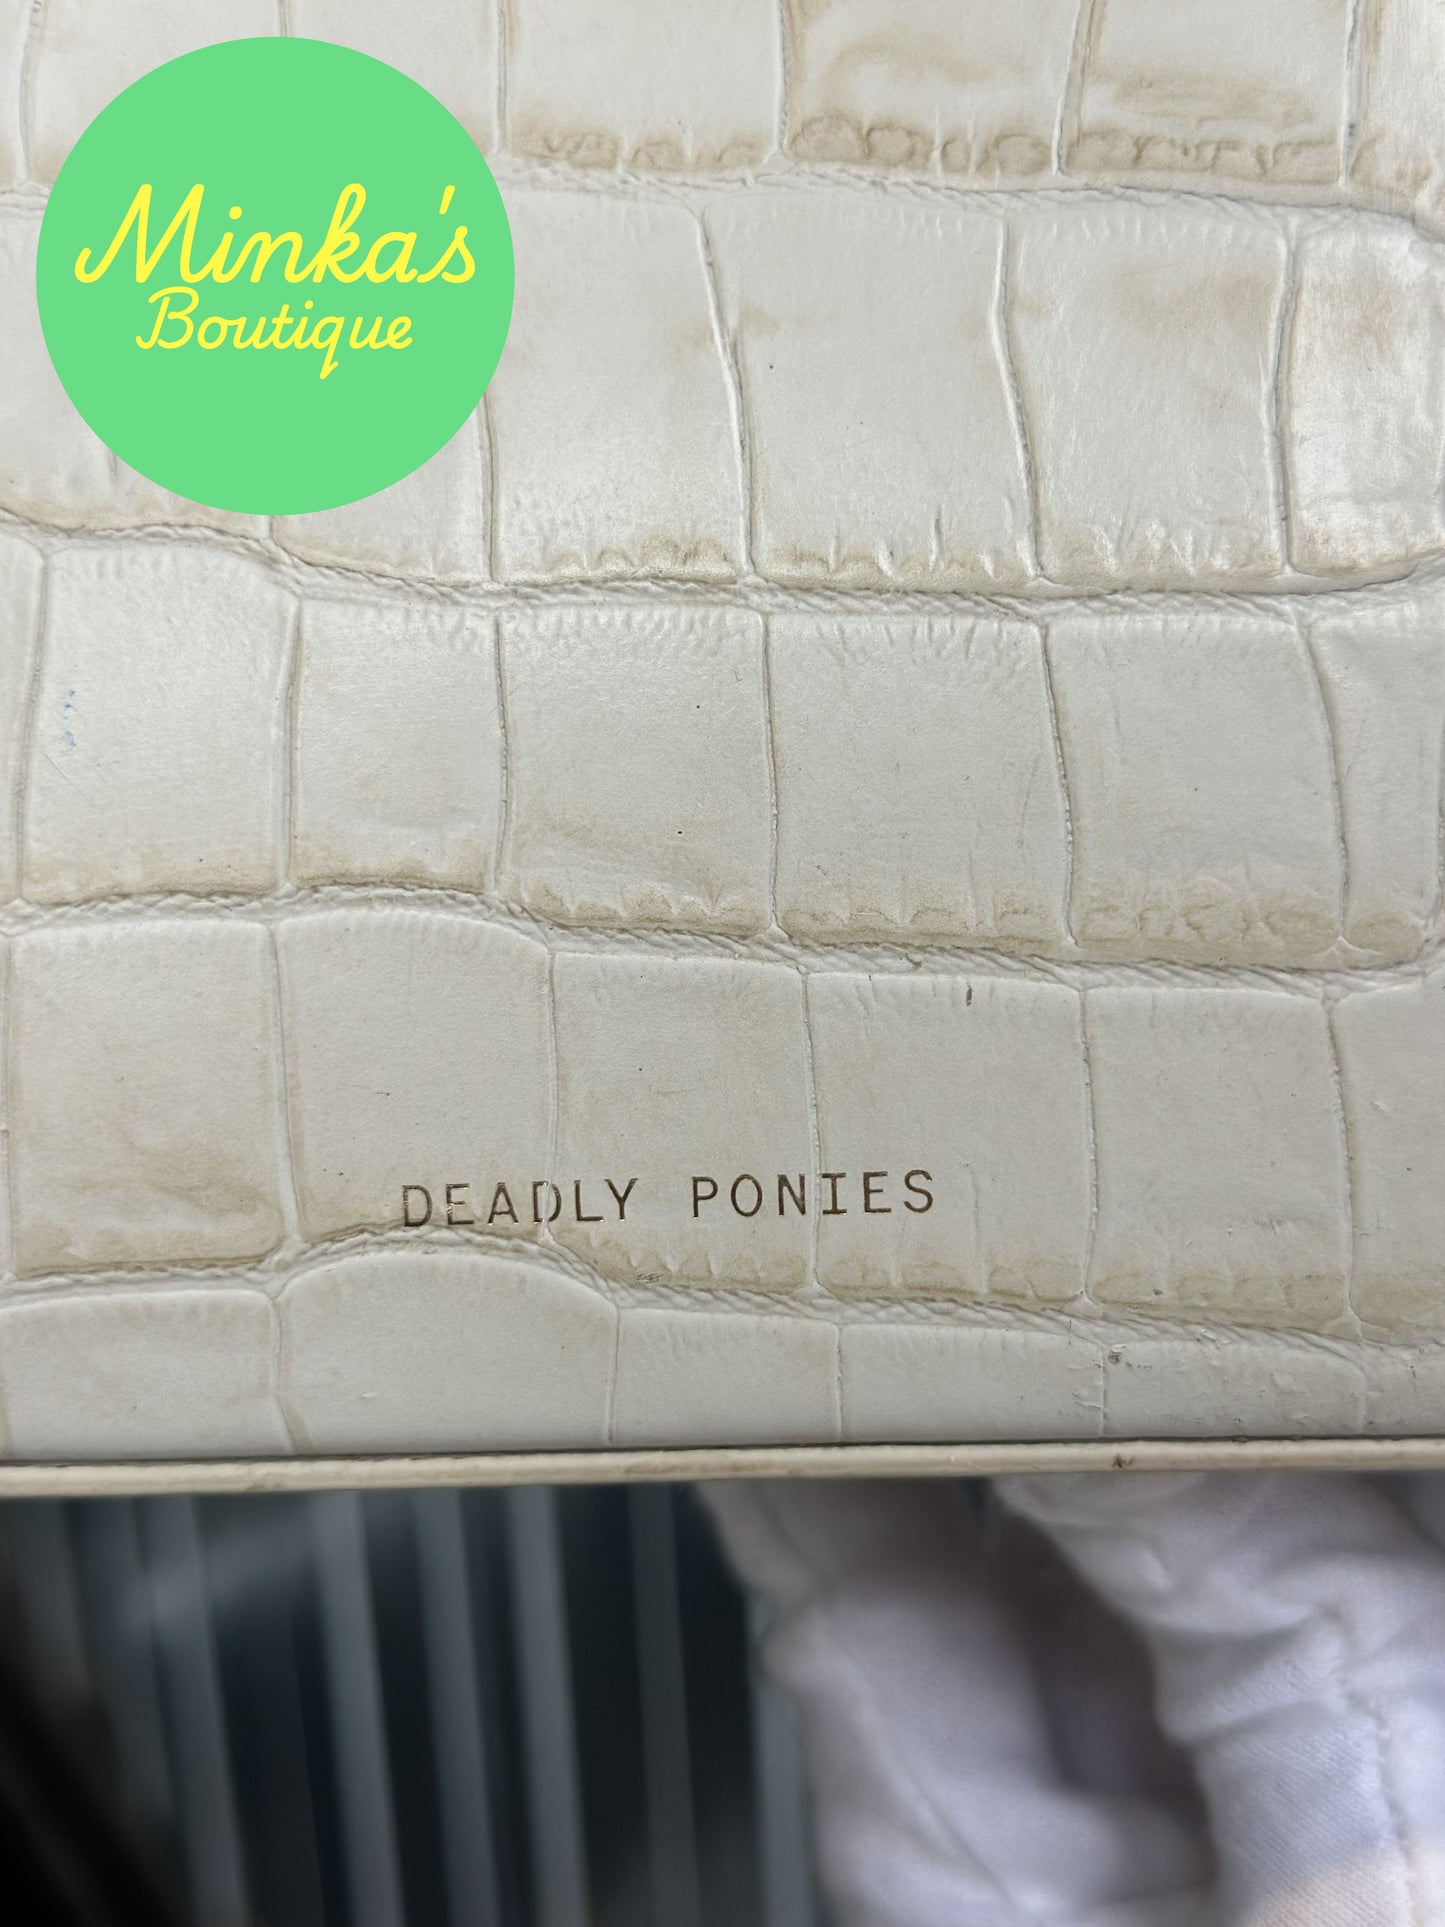 Minka's
Boutique
DEADLY PONIES